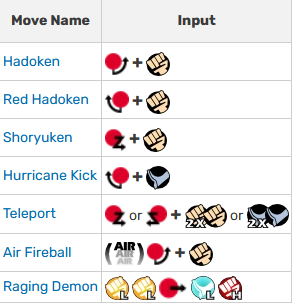 Move Name Input
Hadoken +
Red Hadoken +
Shoryuken +
Hurricane Kick +
Teleport or + 2X or 2X
Air Fireball (AIR) +
Raging Demon L L L H